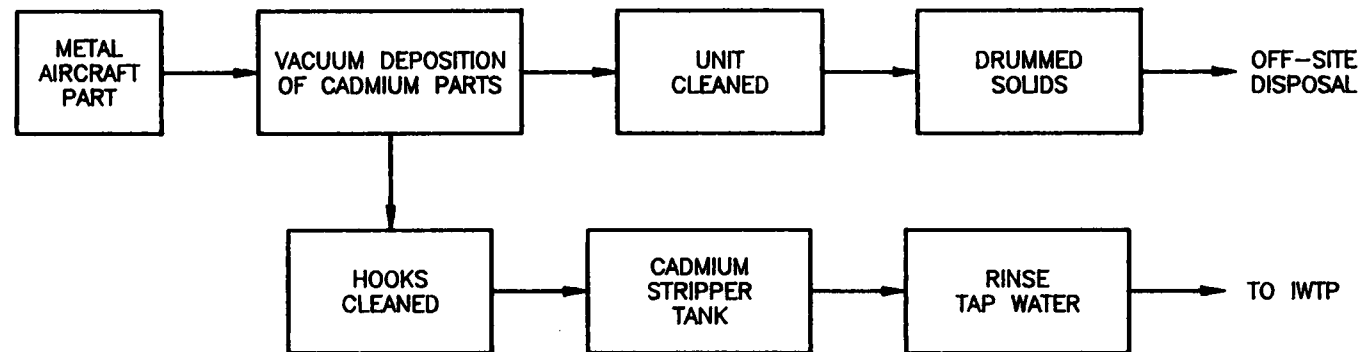 METAL
AIRCRAFT
PART
VACUUM DEPOSITION
OF CADMIUM PARTS
UNIT
CLEANED
DRUMMED
SOLIDS
OFF-SITE
DISPOSAL
HOOKS
CLEANED
CADMIUM
STRIPPER
TANK
RINSE
TAP WATER
TO IWTP